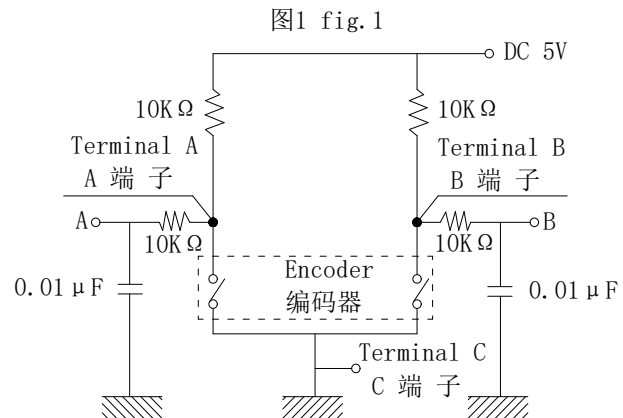 图1 fig.1
DC 5V
10KΩ
10KΩ
Terminal A
A 端 子
Terminal B
B 端 子
A
10KΩ
10KΩ
B
0.01μF
Encoder
编码器
0.01μF
Terminal C
C 端 子